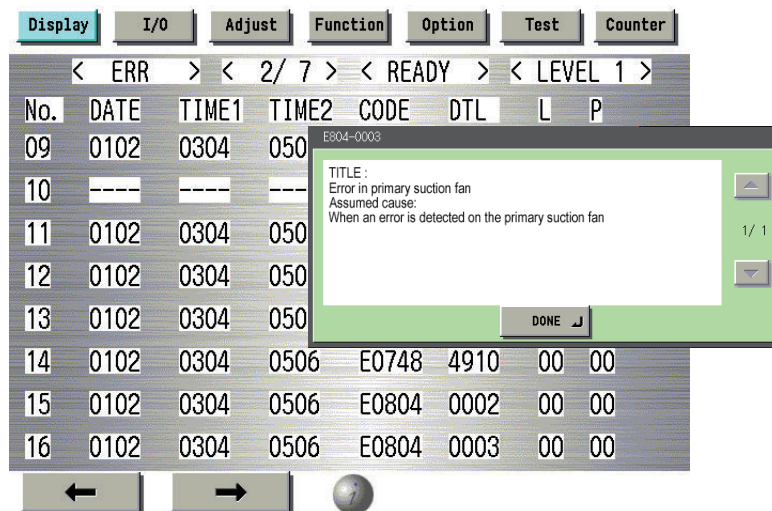 Display I/O Adjust Function Option Test Counter
< ERR > < 2/ 7 > < READY > < LEVEL 1 >
No. DATE TIME1 TIME2 CODE DTL L P
09 0102 0304 050
10 ---- ---- ---
11 0102 0304 050
12 0102 0304 050
13 0102 0304 050
E804-0003
TITLE :
Error in primary suction fan
Assumed cause:
When an error is detected on the primary suction fan
1/ 1
DONE
14 0102 0304 0506 E0748 4910 00 00
15 0102 0304 0506 E0804 0002 00 00
16 0102 0304 0506 E0804 0003 00 00
i